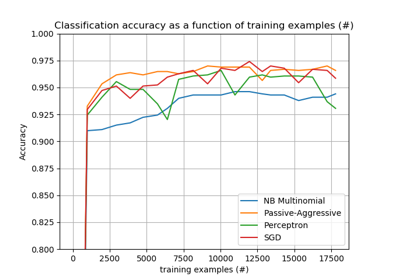 Classification accuracy as a function of training examples (#)
1.000
0.975
0.950
0.925
0.900
0.875
0.850
0.825
0.800
Accuracy
NB Multinomial
Passive-Aggressive
Perceptron
SGD
0 2500 5000 7500 10000 12500 15000 17500
training examples (#)